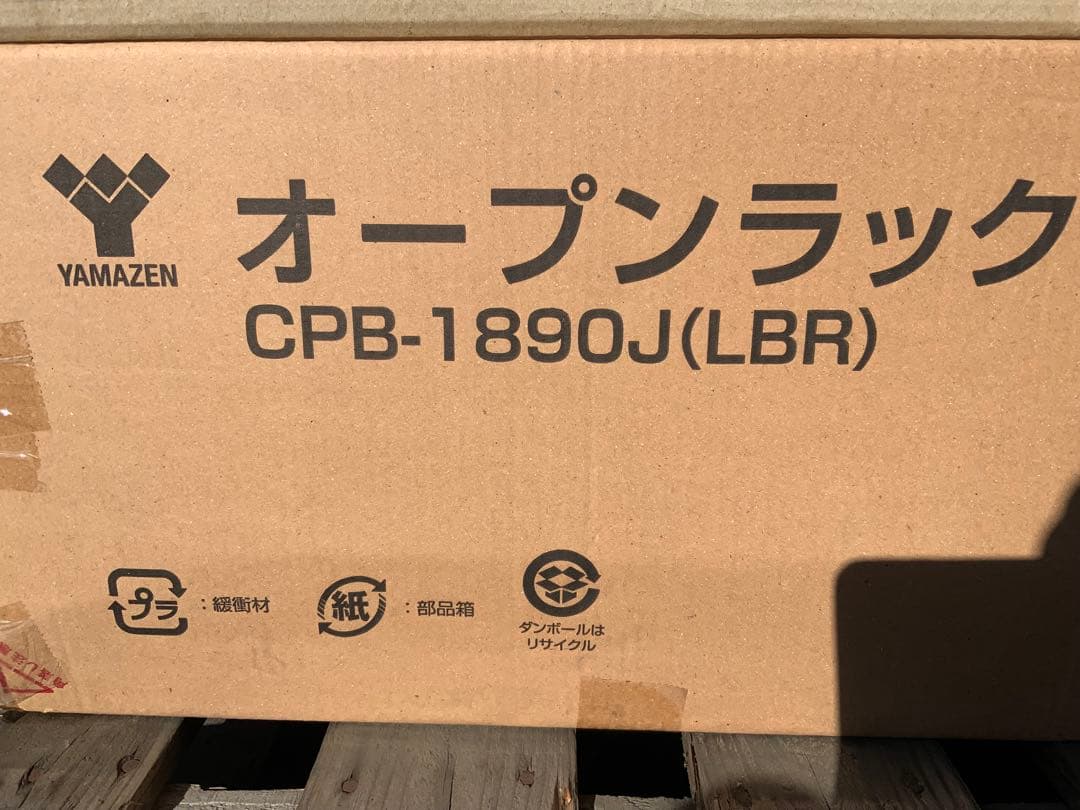 オープンラック
YAMAZEN
CPB-1890J(LBR)
プラ
:緩衝材
紙
:部品箱
ダンボールは
リサイクル